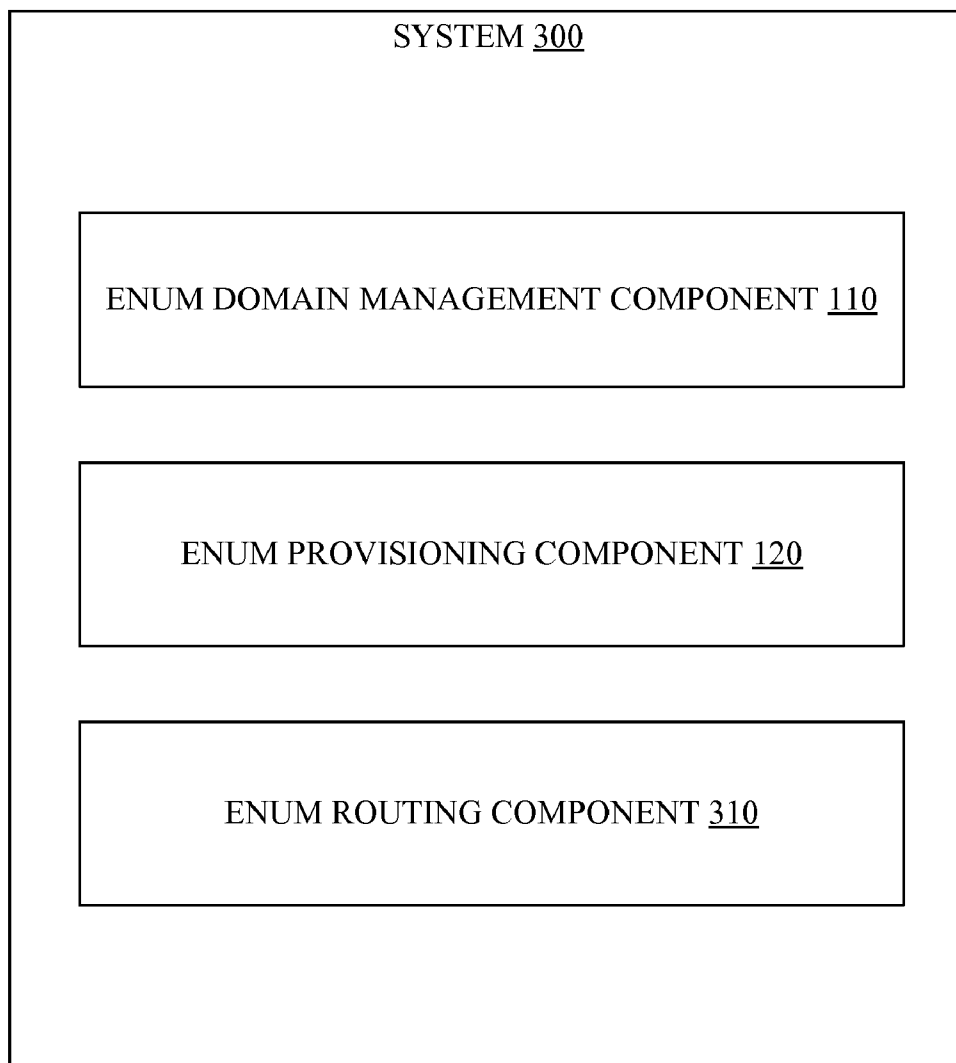 SYSTEM 300
ENUM DOMAIN MANAGEMENT COMPONENT 110
ENUM PROVISIONING COMPONENT 120
ENUM ROUTING COMPONENT 310